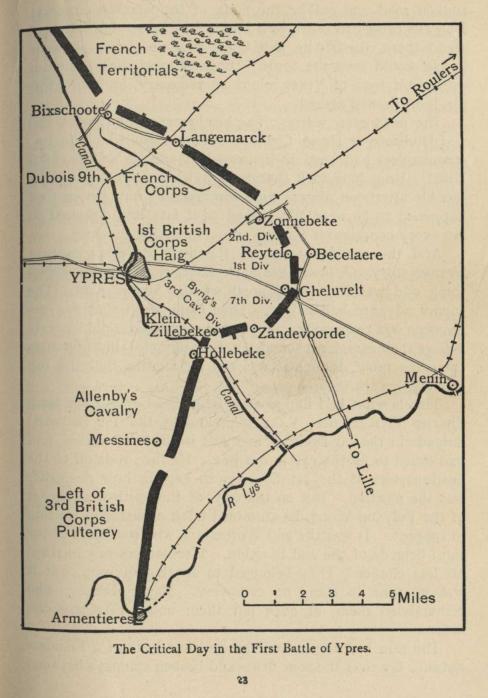 French
Territorials
To Roulers
Bixschoote
Langemarck
Canal
Dubois 9th
French
Corps
Zonnebeke
1st British
Corps
Haig
2nd. Div.
Reytel
Becelaere
1st Div
YPRES
Byng's
3rd Cav. Div
7th Div.
Gheluvelt
Klein
Zillebeke
Zandevoorde
Hollebeke
Menin
Allenby's
Cavalry
Canal
Messines
To Lille
Left of
3rd British
Corps
Pulteney
R Lys
0 1 2 3 4 5 Miles
Armentieres
The Critical Day in the First Battle of Ypres.
23